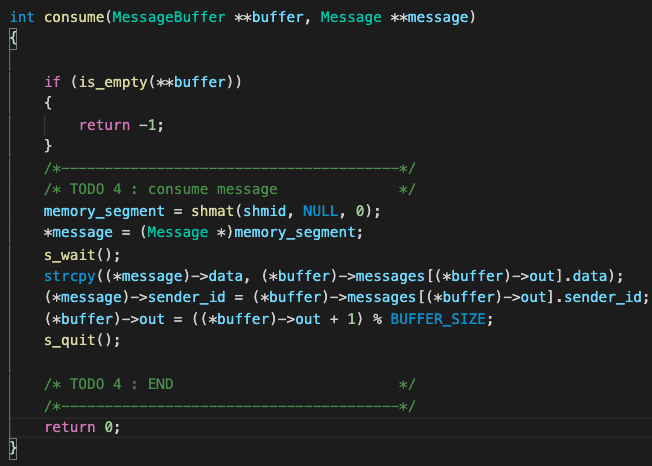 int consume(MessageBuffer **buffer, Message **message)
{
if (is_empty(**buffer))
{
return -1;
}
/*---------------------------------------*/
/* TODO 4 : consume message              */
memory_segment = shmat(shmid, NULL, 0);
*message = (Message *)memory_segment;
s_wait();
strcpy((*message)->data, (*buffer)->messages[(*buffer)->out].data);
(*message)->sender_id = (*buffer)->messages[(*buffer)->out].sender_id;
(*buffer)->out = ((*buffer)->out + 1) % BUFFER_SIZE;
s_quit();
/* TODO 4 : END                          */
/*---------------------------------------*/
return 0;
}